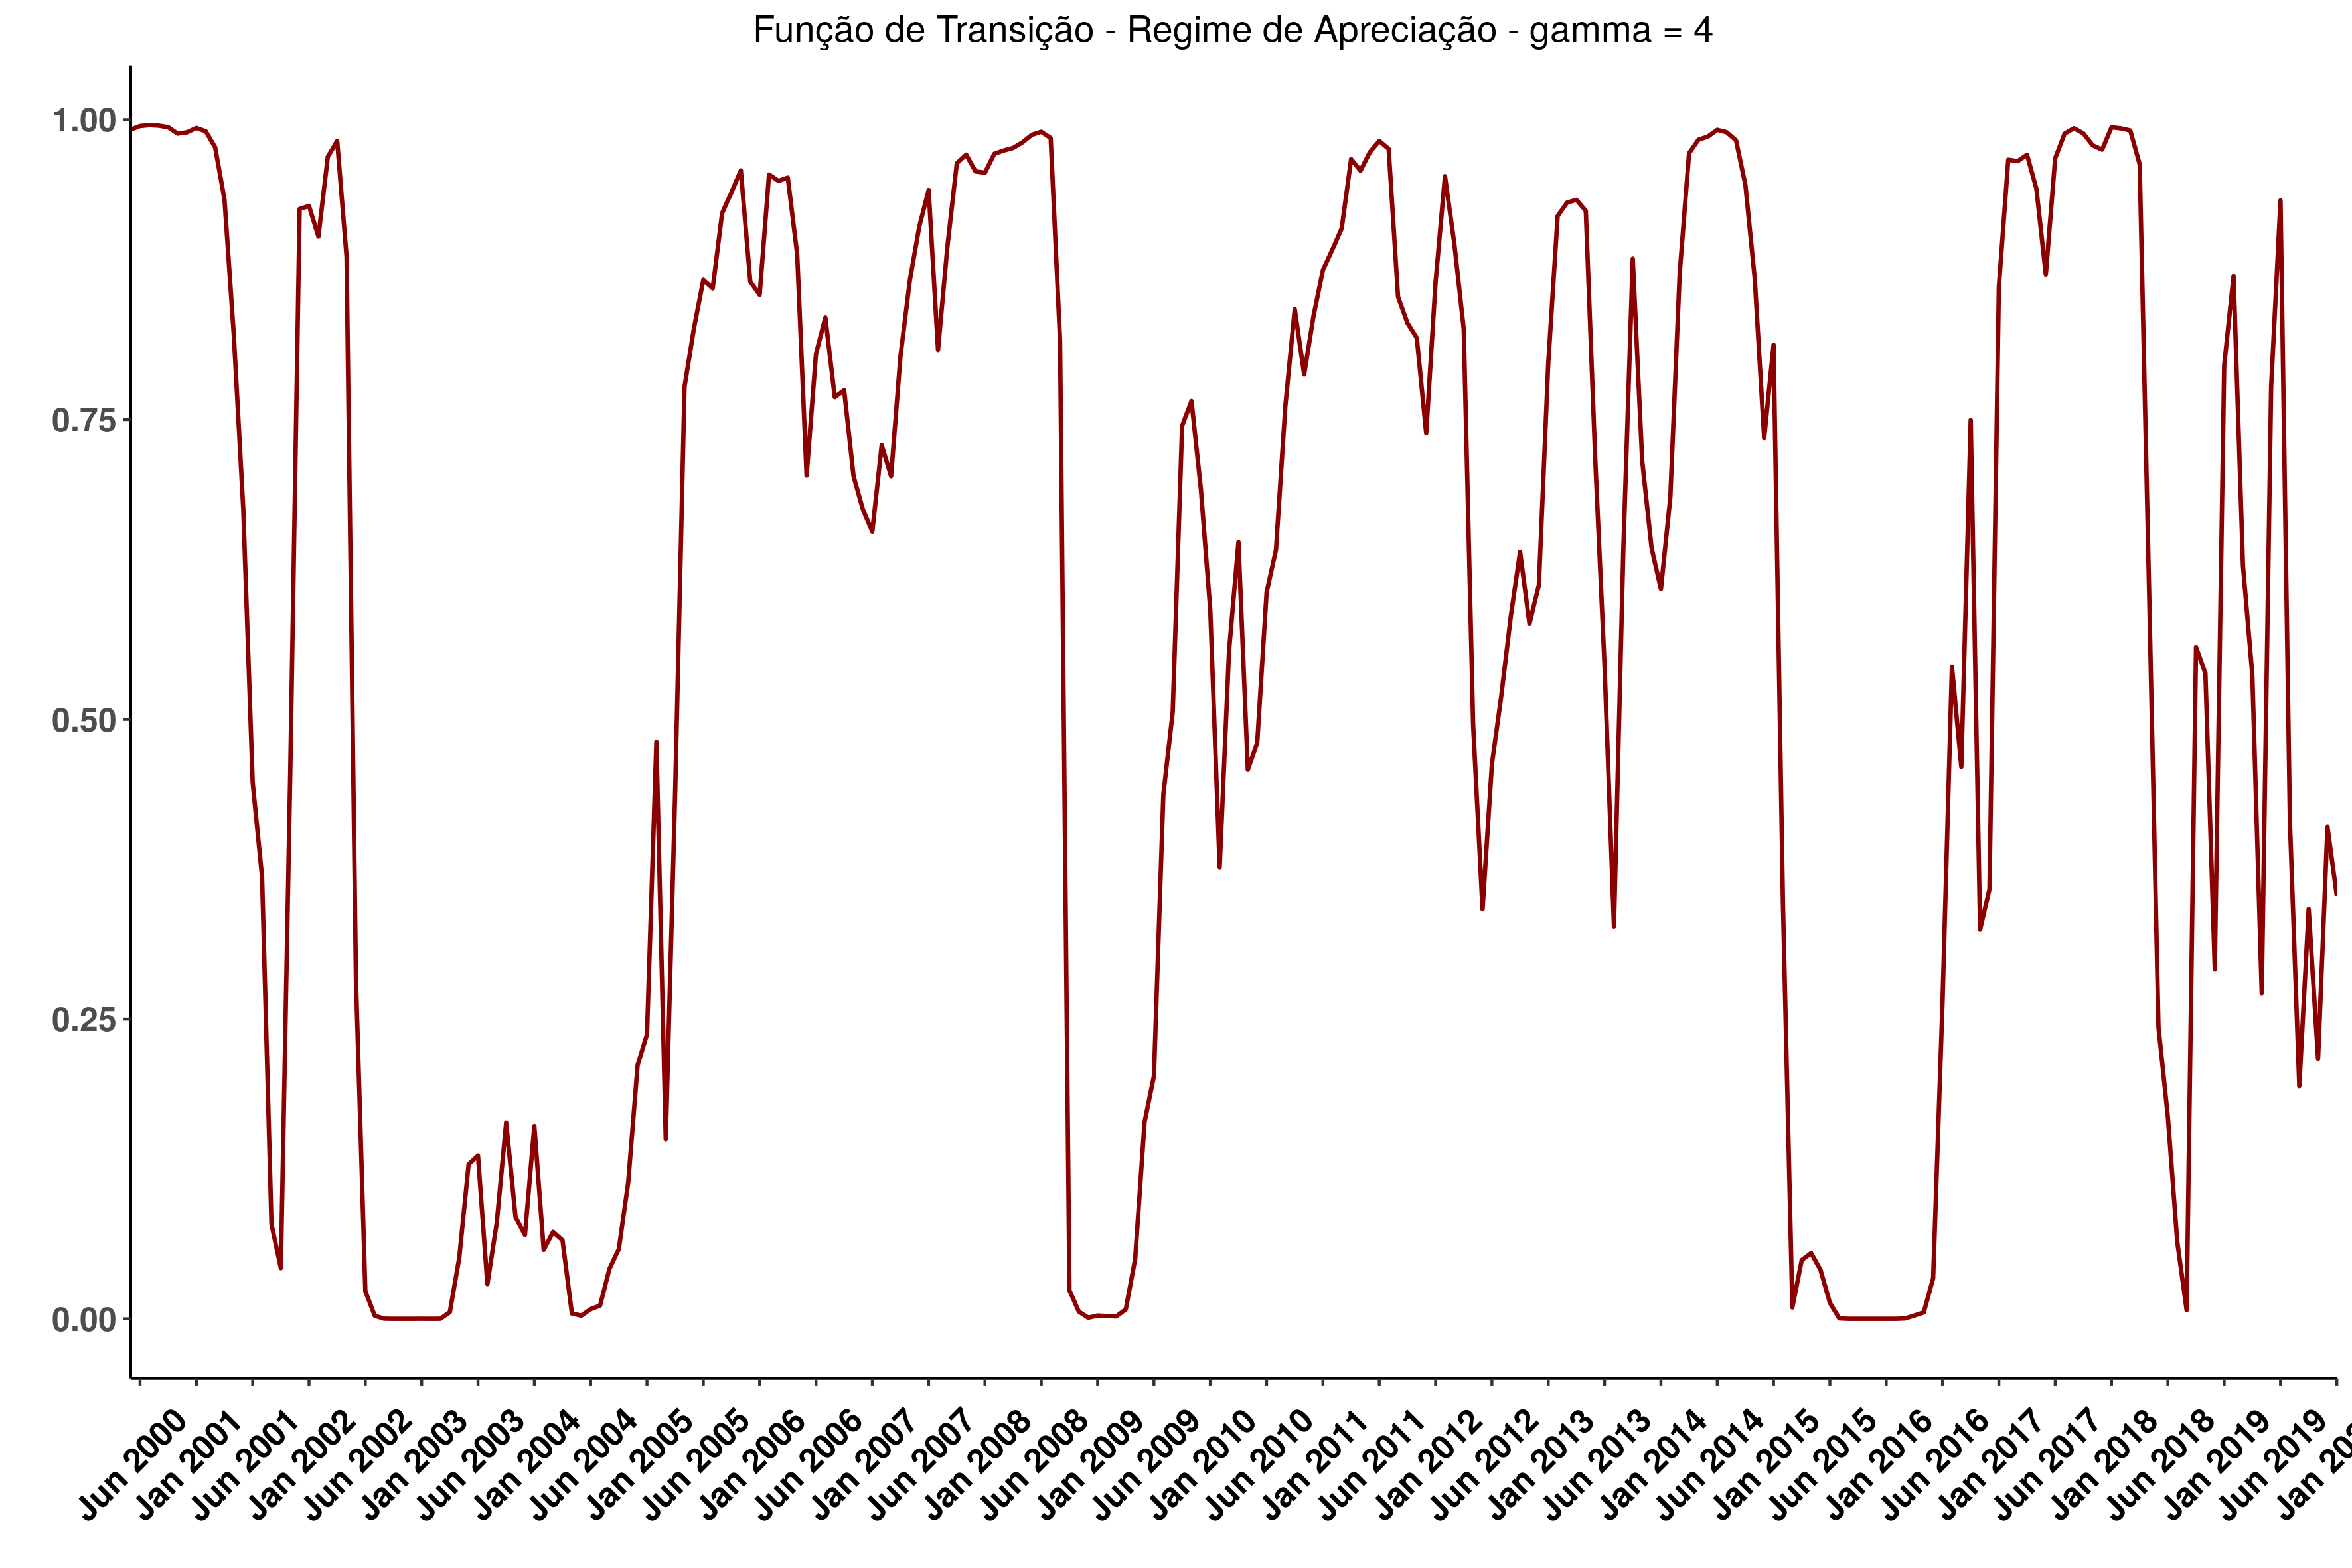 Função de Transição - Regime de Apreciação - gamma = 4
1.00
0.75
0.50
0.25
0.00
Jun 2000
Jan 2001
Jun 2001
Jan 2002
Jun 2002
Jan 2003
Jun 2003
Jan 2004
Jun 2004
Jan 2005
Jun 2005
Jan 2006
Jun 2006
Jan 2007
Jun 2007
Jan 2008
Jun 2008
Jan 2009
Jun 2009
Jan 2010
Jun 2010
Jan 2011
Jun 2011
Jan 2012
Jun 2012
Jan 2013
Jun 2013
Jan 2014
Jun 2014
Jan 2015
Jun 2015
Jan 2016
Jun 2016
Jan 2017
Jun 2017
Jan 2018
Jun 2018
Jan 2019
Jun 2019
Jan